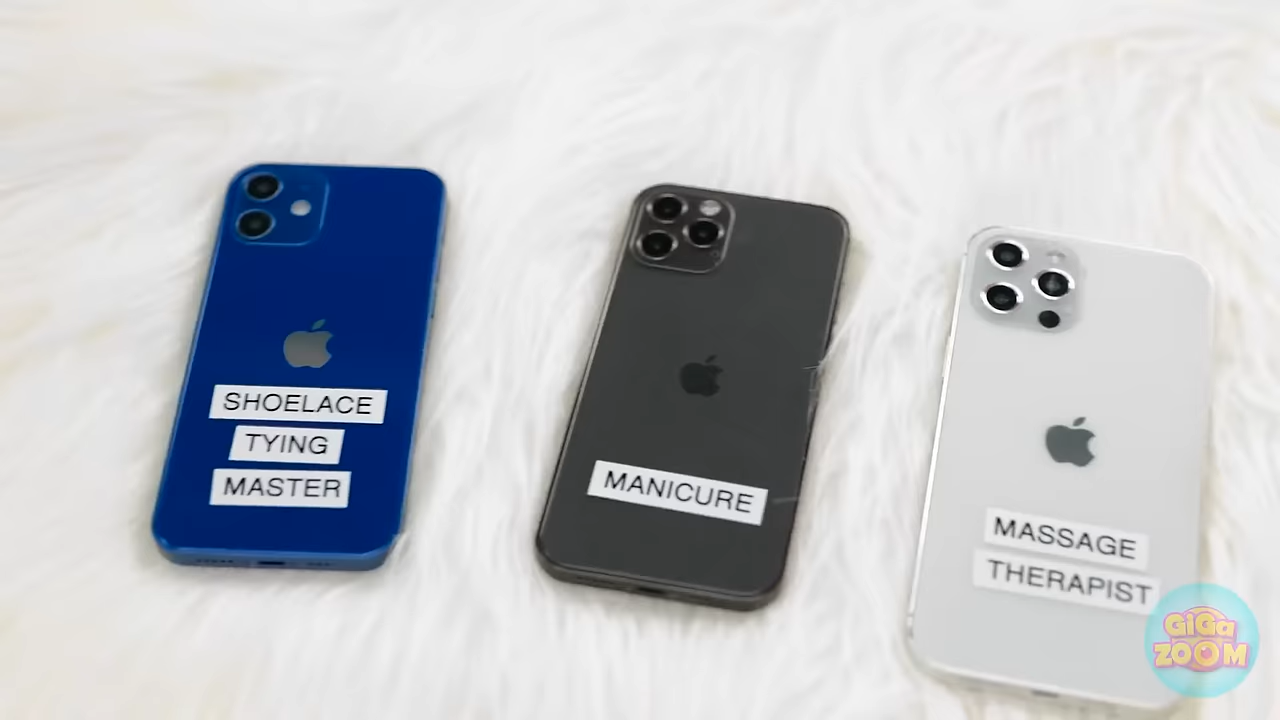 SHOELACE
TYING
MASTER
MANICURE
MASSAGE
THERAPIST
GiGa
ZOOM